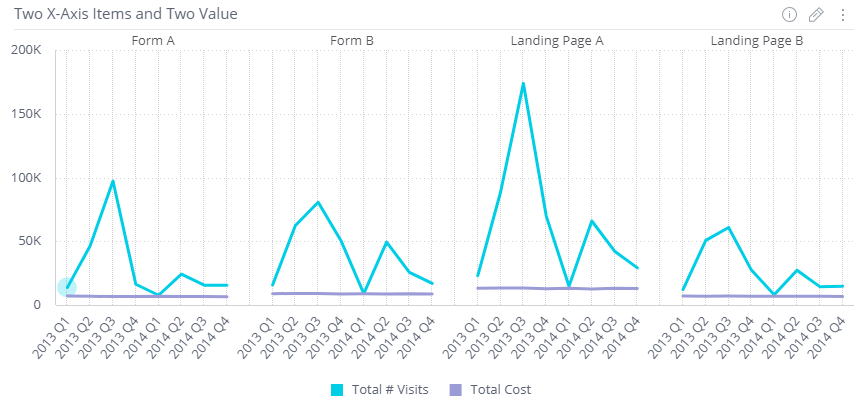 Two X-Axis Items and Two Value
Form A
Form B
Landing Page A
Landing Page B
200K
150K
100K
50K
0
2013 Q1
2013 Q2
2013 Q3
2013 Q4
2014 Q1
2014 Q2
2014 Q3
2014 Q4
2013 Q1
2013 Q2
2013 Q3
2013 Q4
2014 Q1
2014 Q2
2014 Q3
2014 Q4
2013 Q1
2013 Q2
2013 Q3
2013 Q4
2014 Q1
2014 Q2
2014 Q3
2014 Q4
2013 Q1
2013 Q2
2013 Q3
2013 Q4
2014 Q1
2014 Q2
2014 Q3
2014 Q4
Total # Visits
Total Cost